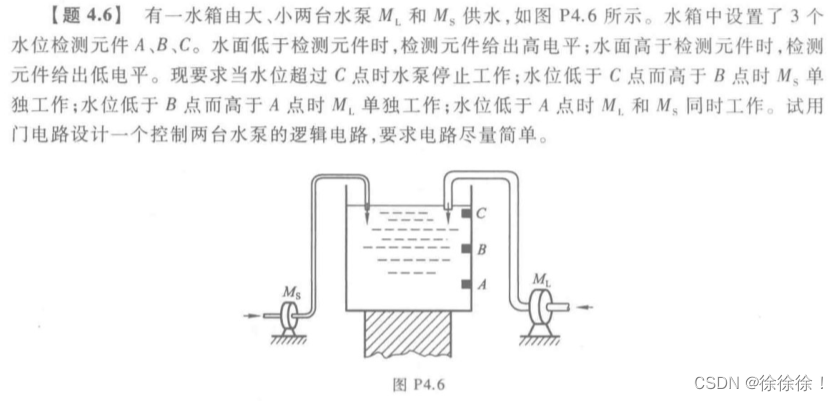 【题 4.6】 有一水箱由大、小两台水泵 M_L 和 M_S 供水,如图 P4.6 所示。水箱中设置了 3 个
水位检测元件 A、B、C。水面低于检测元件时,检测元件给出高电平;水面高于检测元件时,检测
元件给出低电平。现要求当水位超过 C 点时水泵停止工作;水位低于 C 点而高于 B 点时 M_S 单
独工作;水位低于 B 点而高于 A 点时 M_L 单独工作;水位低于 A 点时 M_L 和 M_S 同时工作。试用
门电路设计一个控制两台水泵的逻辑电路,要求电路尽量简单。
C
B
A
M_S
M_L
图 P4.6
CSDN @徐徐徐!